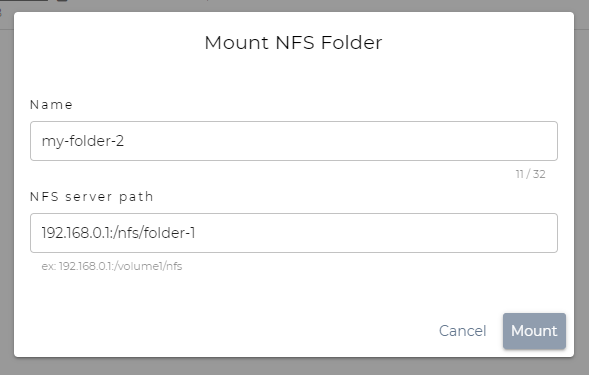 Mount NFS Folder
Name
my-folder-2
11 / 32
NFS server path
192.168.0.1:/nfs/folder-1
ex: 192.168.0.1:/volume1/nfs
Cancel
Mount